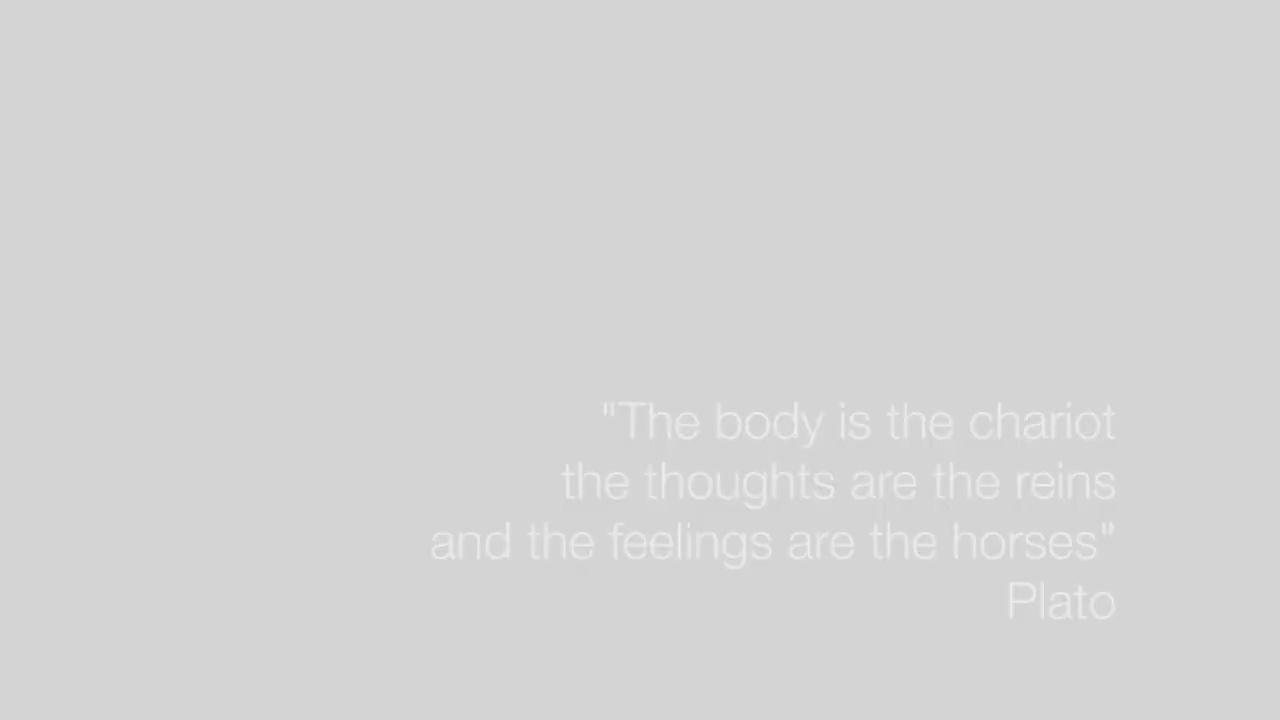 "The body is the chariot
the thoughts are the reins
and the feelings are the horses"
Plato